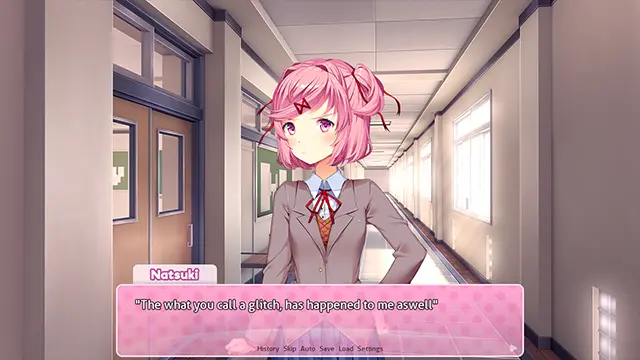 Natsuki
"The what you call a glitch, has happened to me aswell"
History Skip Auto Save Load Settings